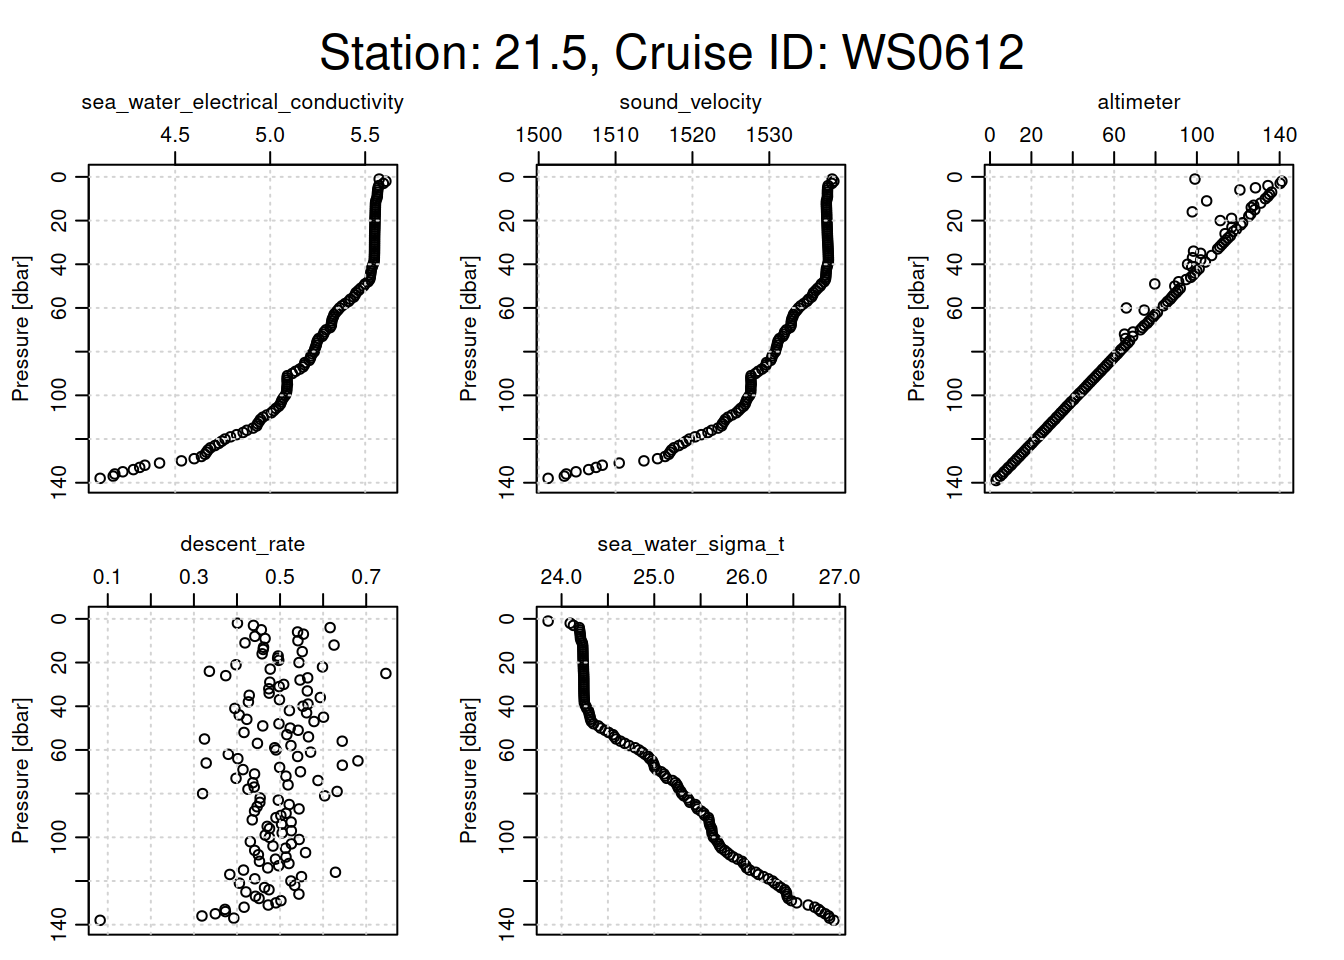 Station: 21.5, Cruise ID: WS0612
sea_water_electrical_conductivity
4.5 5.0 5.5
Pressure [dbar]
0 20 40 60 100 140
sound_velocity
1500 1510 1520 1530
Pressure [dbar]
0 20 40 60 100 140
altimeter
0 20 60 100 140
Pressure [dbar]
0 20 40 60 100 140
descent_rate
0.1 0.3 0.5 0.7
Pressure [dbar]
0 20 40 60 100 140
sea_water_sigma_t
24.0 25.0 26.0 27.0
Pressure [dbar]
0 20 40 60 100 140